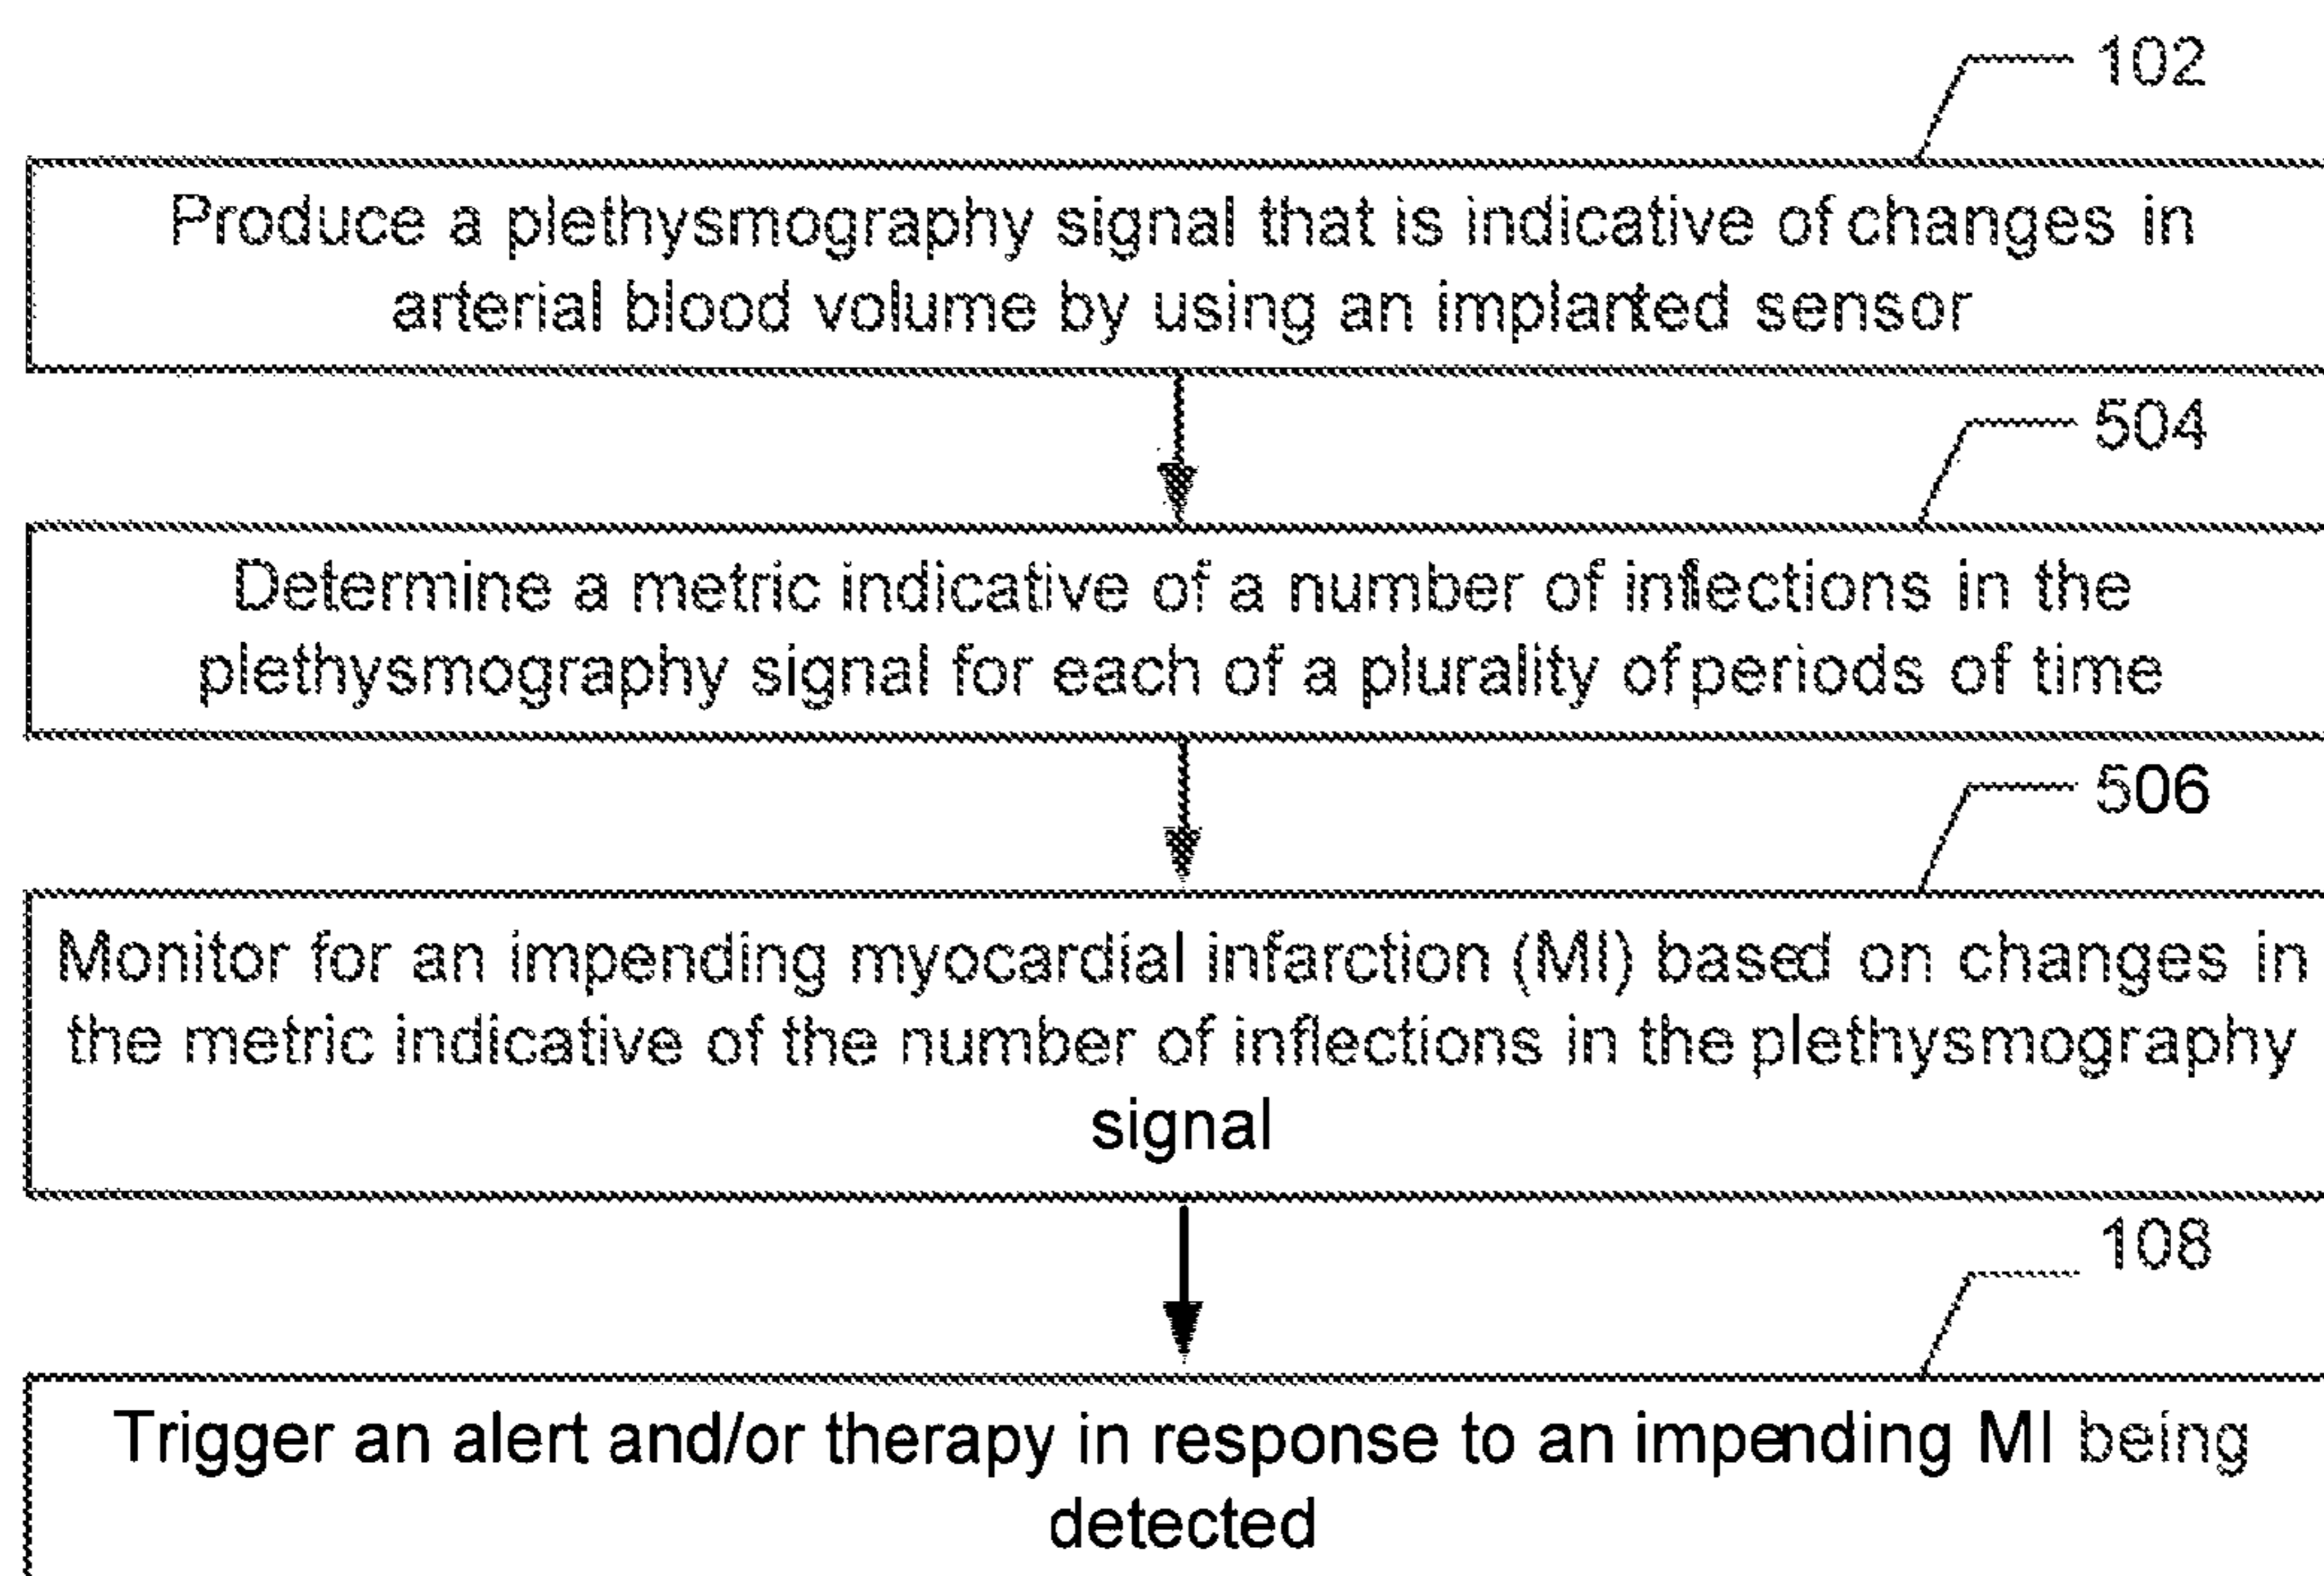 102
Produce a plethysmography signal that is indicative of changes in
arterial blood volume by using an implanted sensor
504
Determine a metric indicative of a number of inflections in the
plethysmography signal for each of a plurality of periods of time
506
Monitor for an impending myocardial infarction (MI) based on changes in
the metric indicative of the number of inflections in the plethysmography
signal
108
Trigger an alert and/or therapy in response to an impending MI being
detected